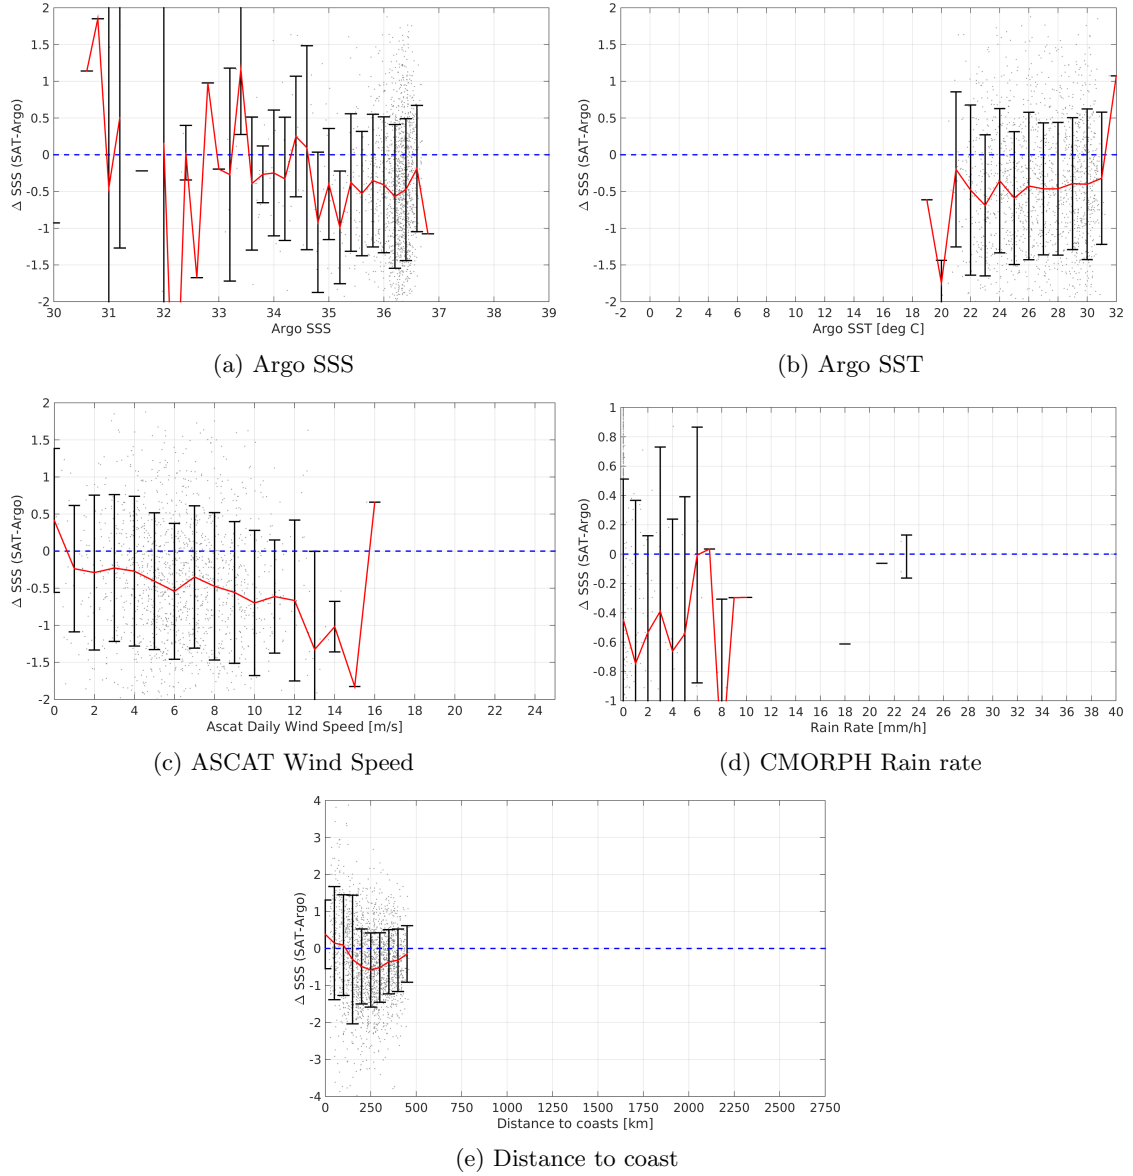 2
1.5
1
0.5
0
-0.5
-1
-1.5
-2
Δ SSS (SAT-Argo)
30 31 32 33 34 35 36 37 38 39
Argo SSS
(a) Argo SSS
2
1.5
1
0.5
0
-0.5
-1
-1.5
-2
Δ SSS (SAT-Argo)
-2 0 2 4 6 8 10 12 14 16 18 20 22 24 26 28 30 32
Argo SST [deg C]
(b) Argo SST
2
1.5
1
0.5
0
-0.5
-1
-1.5
-2
Δ SSS (SAT-Argo)
0 2 4 6 8 10 12 14 16 18 20 22 24
Ascat Daily Wind Speed [m/s]
(c) ASCAT Wind Speed
1
0.8
0.6
0.4
0.2
0
-0.2
-0.4
-0.6
-0.8
-1
Δ SSS (SAT-Argo)
0 2 4 6 8 10 12 14 16 18 20 22 24 26 28 30 32 34 36 38 40
Rain Rate [mm/h]
(d) CMORPH Rain rate
4
3
2
1
0
-1
-2
-3
-4
Δ SSS (SAT-Argo)
0 250 500 750 1000 1250 1500 1750 2000 2250 2500 2750
Distance to coasts [km]
(e) Distance to coast